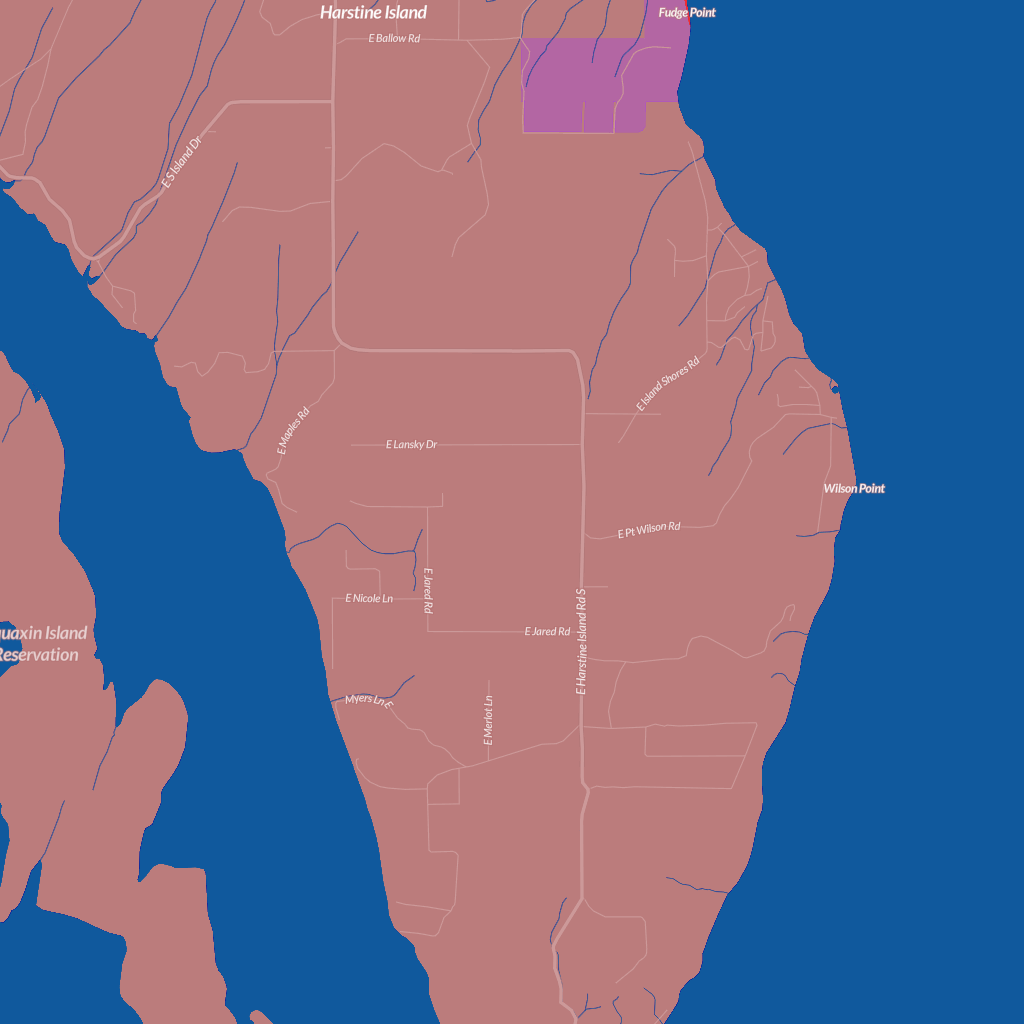 Harstine Island
Fudge Point
E Ballow Rd
E S Island Dr
E Island Shores Rd
E Maples Rd
E Lansky Dr
Wilson Point
E Pt Wilson Rd
E Jared Rd
E Nicole Ln
E Harstine Island Rd S
E Jared Rd
uaxin Island
Reservation
Myers Ln E
E Merlot Ln